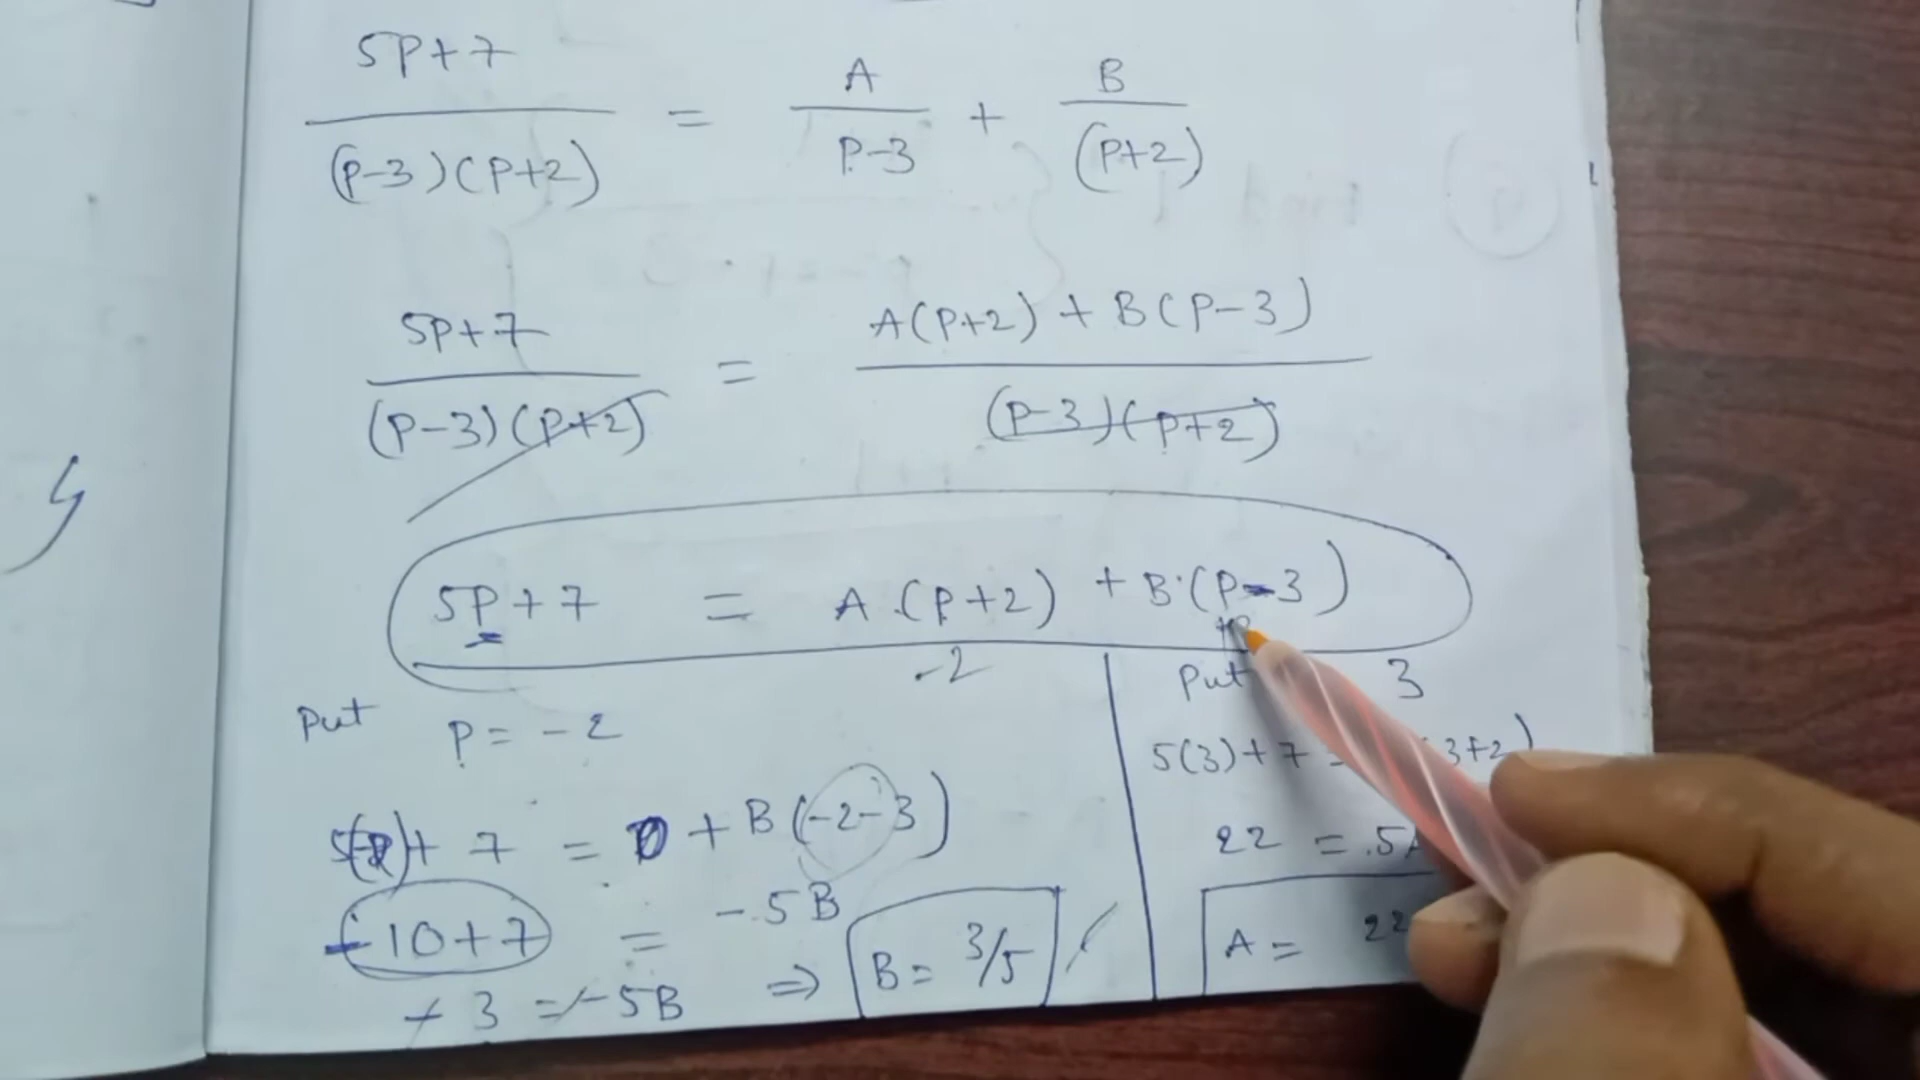 5P+7 / (P-3)(P+2) = A / P-3 + B / (P+2)
5P+7 / (P-3)(P+2) = A(P+2) + B(P-3) / (P-3)(P+2)
5P+7 = A.(P+2) + B.(P-3)
-2
Put P = -2
+ 7 = 0 + B(-2-3)
-10+7 = -5B
-3 = -5B ⇒ B = 3/5
Put 3
5(3)+7 = 3+2)
22 = .5A
A = 22